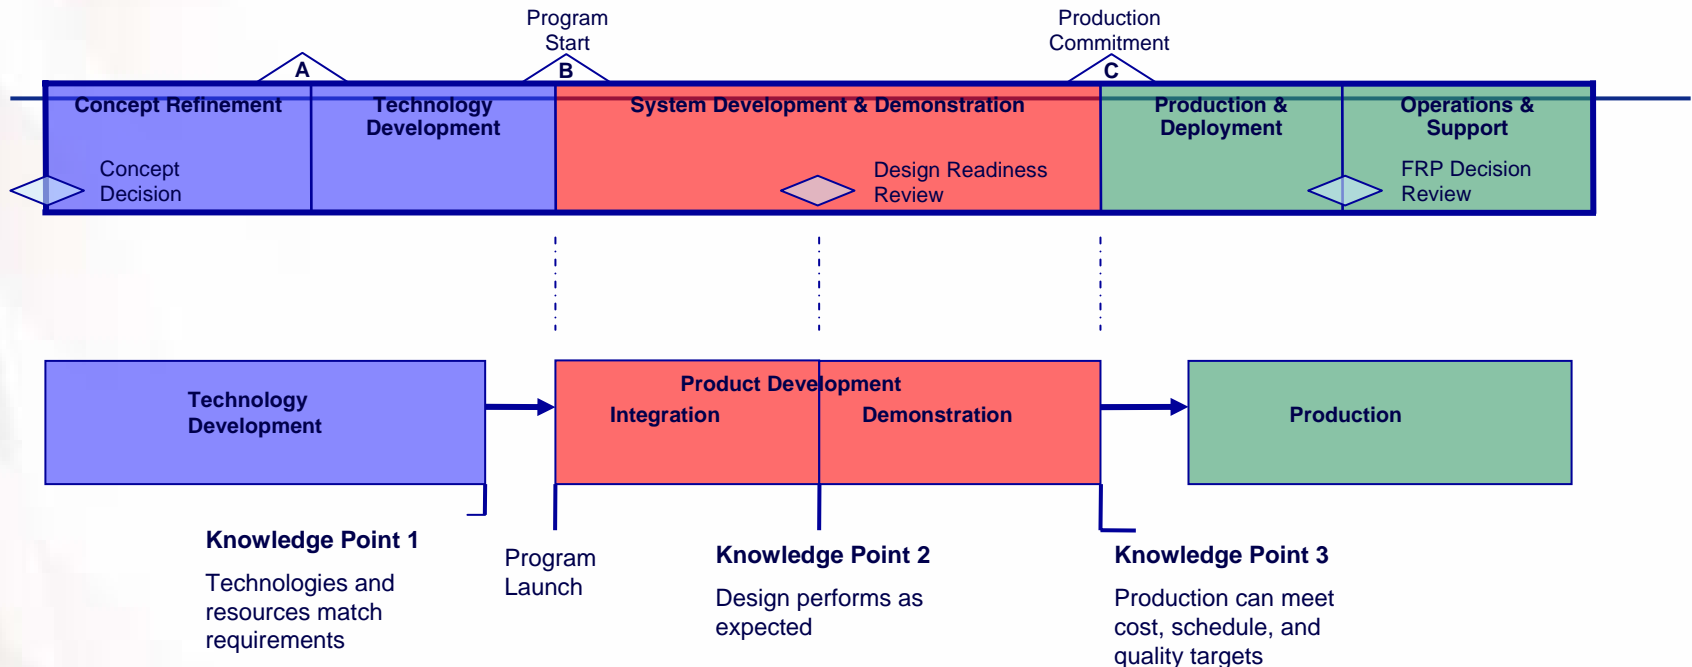 Program
Start
Production
Commitment
A
B
C
Concept Refinement
Technology
Development
System Development & Demonstration
Production &
Deployment
Operations &
Support
Concept
Decision
Design Readiness
Review
FRP Decision
Review
Technology
Development
Product Development
Integration
Demonstration
Production
Knowledge Point 1
Technologies and
resources match
requirements
Program
Launch
Knowledge Point 2
Design performs as
expected
Knowledge Point 3
Production can meet
cost, schedule, and
quality targets